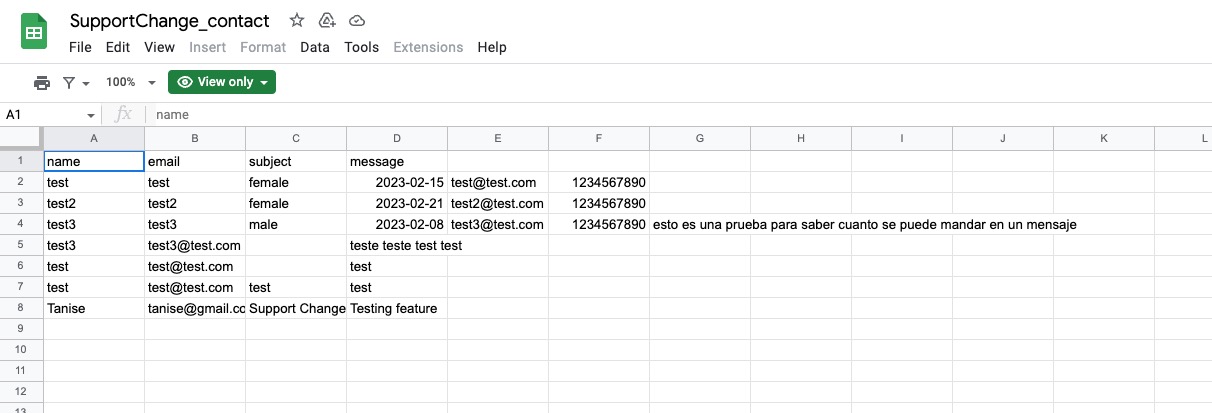 SupportChange_contact
File Edit View Insert Format Data Tools Extensions Help
100% View only
A1 fx name
A B C D E F G H I J K L
1 name email subject message
2 test test female 2023-02-15 test@test.com 1234567890
3 test2 test2 female 2023-02-21 test2@test.com 1234567890
4 test3 test3 male 2023-02-08 test3@test.com 1234567890 esto es una prueba para saber cuanto se puede mandar en un mensaje
5 test3 test3@test.com teste teste test test
6 test test@test.com test
7 test test@test.com test test
8 Tanise tanise@gmail.cc Support Change Testing feature
9
10
11
12
13